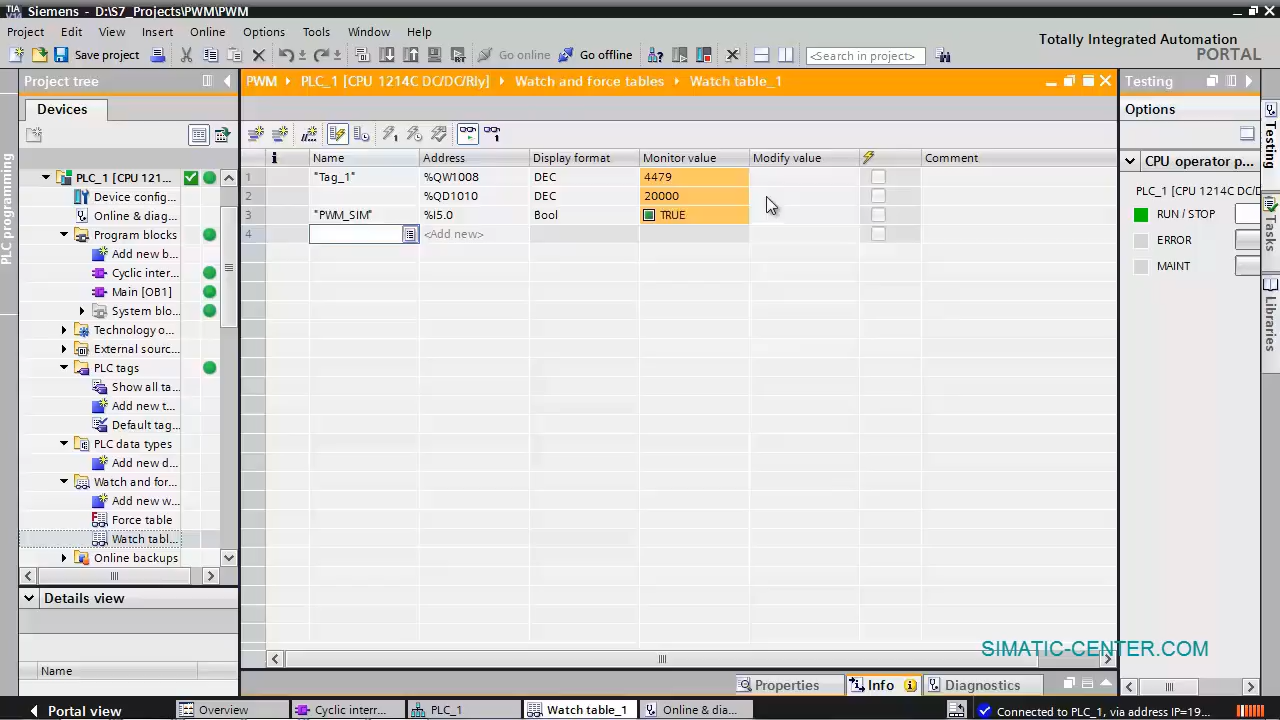 Siemens - D:\S7_Projects\PWM\PWM
Project Edit View Insert Online Options Tools Window Help
Totally Integrated Automation
PORTAL
Save project Go online Go offline <Search in project>
Project tree
PWM PLC_1 [CPU 1214C DC/DC/Rly] Watch and force tables Watch table_1
Testing
Devices
Options
PLC programming
Testing
Tasks
Libraries
i Name Address Display format Monitor value Modify value Comment
1 "Tag_1" %QW1008 DEC 4479
2 %QD1010 DEC 20000
3 "PWM_SIM" %I5.0 Bool TRUE
4 <Add new>
PLC_1 [CPU 121...
Device config...
Online & diag...
Program blocks
Add new b...
Cyclic inter...
Main [OB1]
System blo...
Technology o...
External sourc...
PLC tags
Show all ta...
Add new t...
Default tag...
PLC data types
Add new d...
Watch and for...
Add new w...
Force table
Watch tabl...
Online backups
CPU operator p...
PLC_1 [CPU 1214C DC/D
RUN / STOP
ERROR
MAINT
Details view
Name
SIMATIC-CENTER.COM
Properties Info Diagnostics
Portal view Overview Cyclic interr... PLC_1 Watch table_1 Online & dia... Connected to PLC_1, via address IP=19...